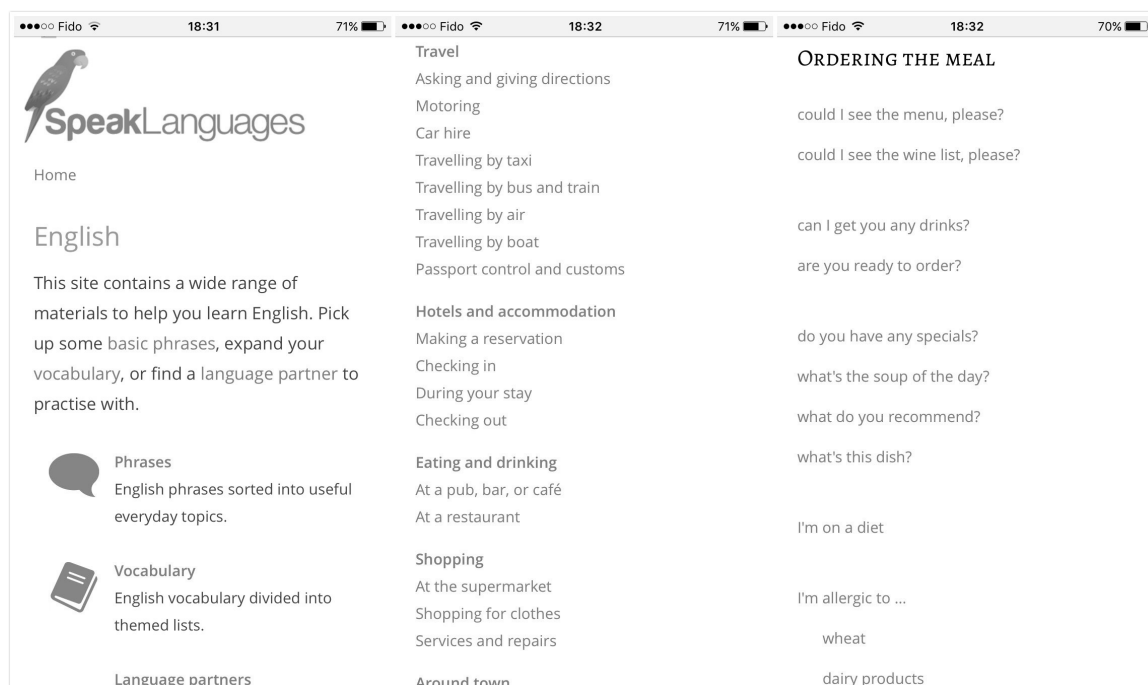 ●●●○○ Fido 18:31 71%
SpeakLanguages
Home
English
This site contains a wide range of
materials to help you learn English. Pick
up some basic phrases, expand your
vocabulary, or find a language partner to
practise with.
Phrases
English phrases sorted into useful
everyday topics.
Vocabulary
English vocabulary divided into
themed lists.
Language partners
●●●○○ Fido 18:32 71%
Travel
Asking and giving directions
Motoring
Car hire
Travelling by taxi
Travelling by bus and train
Travelling by air
Travelling by boat
Passport control and customs
Hotels and accommodation
Making a reservation
Checking in
During your stay
Checking out
Eating and drinking
At a pub, bar, or café
At a restaurant
Shopping
At the supermarket
Shopping for clothes
Services and repairs
Around town
●●●○○ Fido 18:32 70%
Ordering the meal
could I see the menu, please?
could I see the wine list, please?
can I get you any drinks?
are you ready to order?
do you have any specials?
what's the soup of the day?
what do you recommend?
what's this dish?
I'm on a diet
I'm allergic to ...
wheat
dairy products